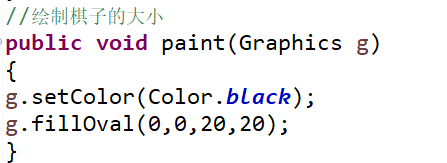 //绘制棋子的大小
public void paint(Graphics g)
{
g.setColor(Color.black);
g.fillOval(0,0,20,20);
}